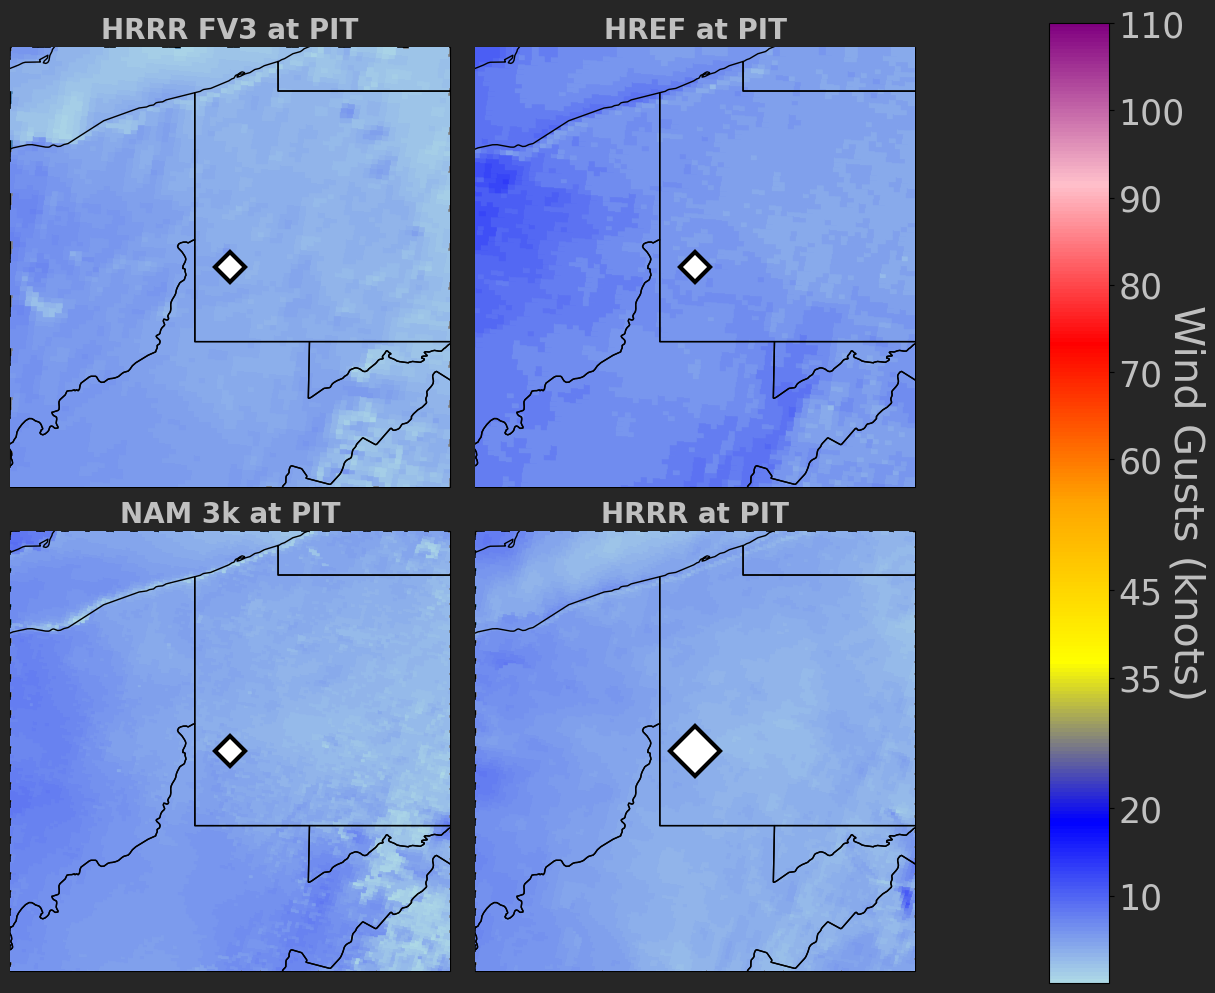 HRRR FV3 at PIT
HREF at PIT
NAM 3k at PIT
HRRR at PIT
110
100
90
80
70
60
45
35
20
10
Wind Gusts (knots)